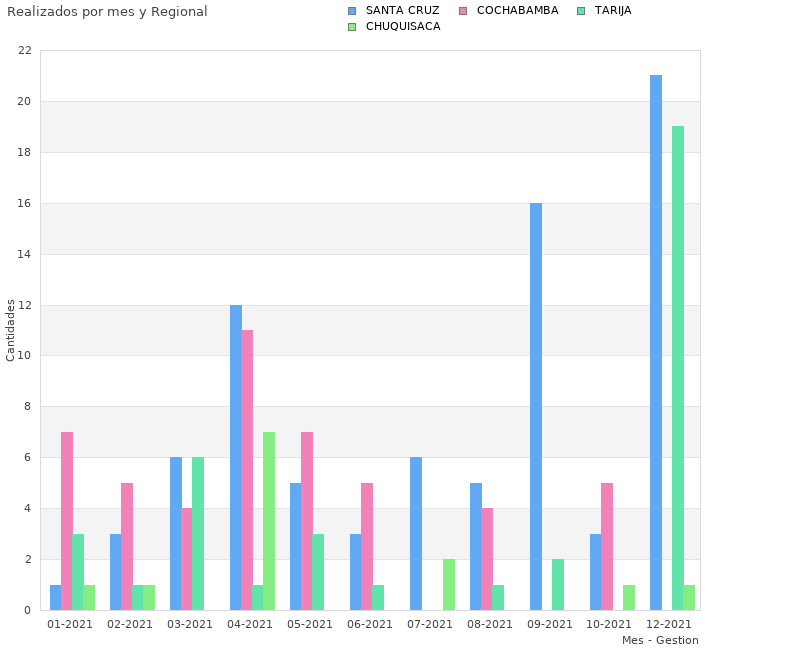 Realizados por mes y Regional
SANTA CRUZ COCHABAMBA TARIJA
CHUQUISACA
22
20
18
16
14
12
10
8
6
4
2
0
Cantidades
01-2021 02-2021 03-2021 04-2021 05-2021 06-2021 07-2021 08-2021 09-2021 10-2021 12-2021
Mes - Gestion